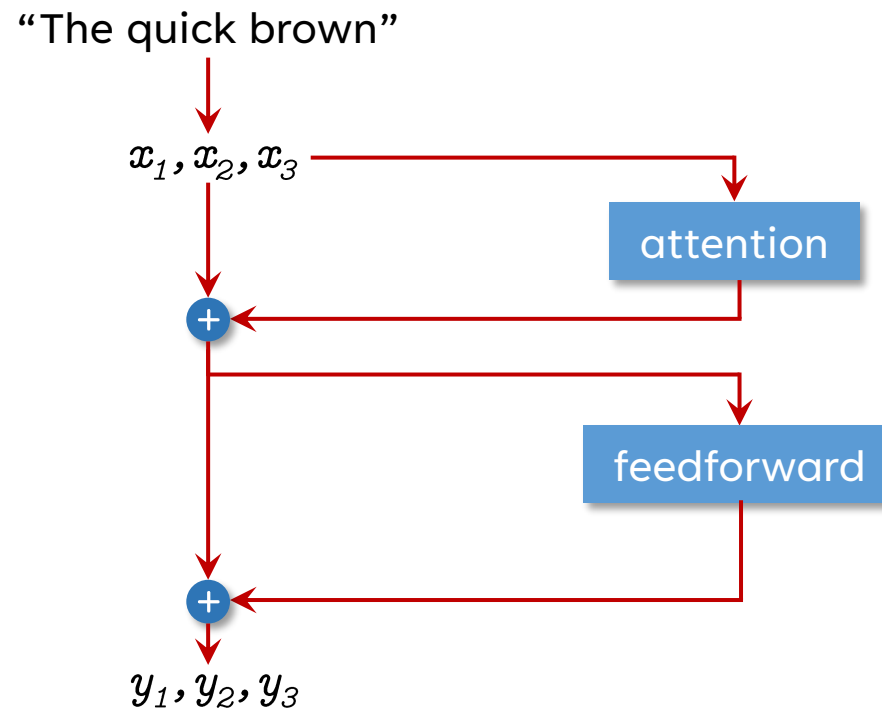 “The quick brown”
x₁, x₂, x₃
attention
+
feedforward
+
y₁, y₂, y₃